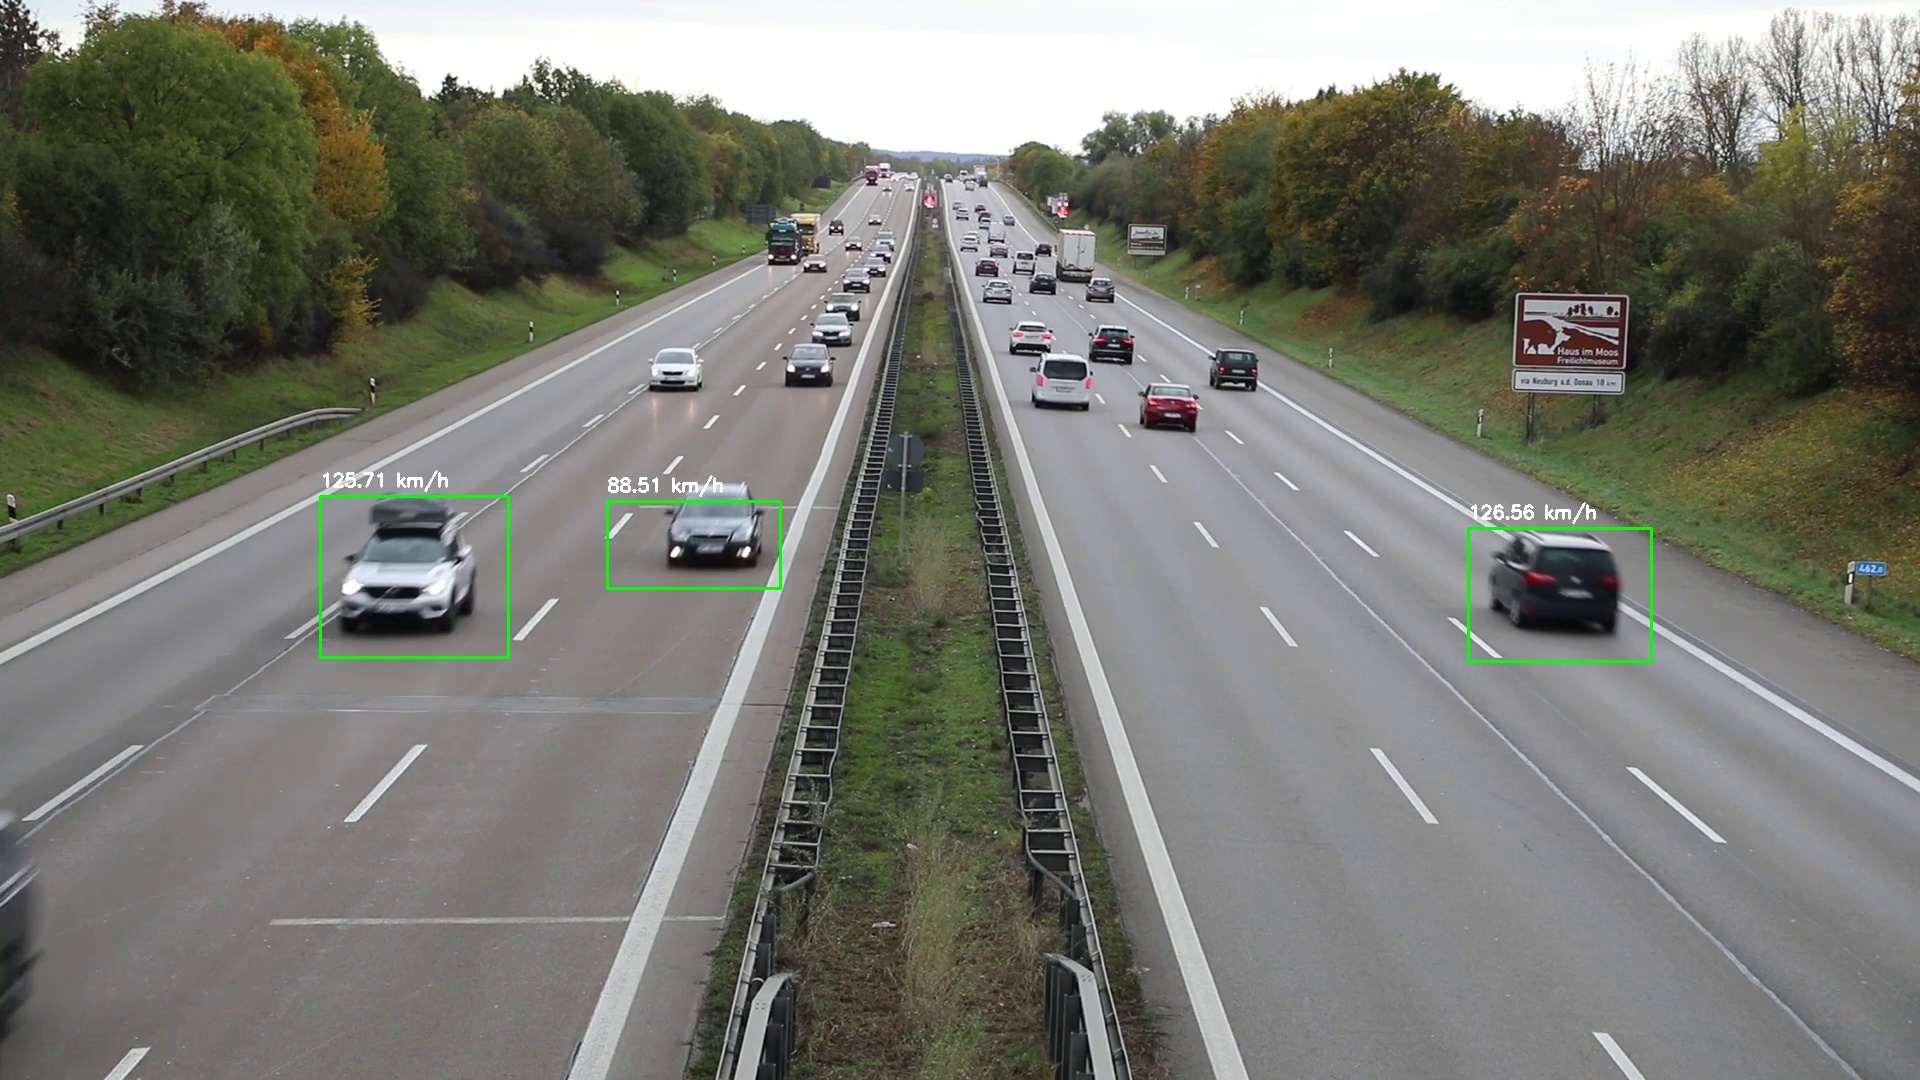 125.71 km/h
88.51 km/h
126.56 km/h
Haus im Moos
Freilichtmuseum
via Neuburg a.d. Donau 18 km
462,0